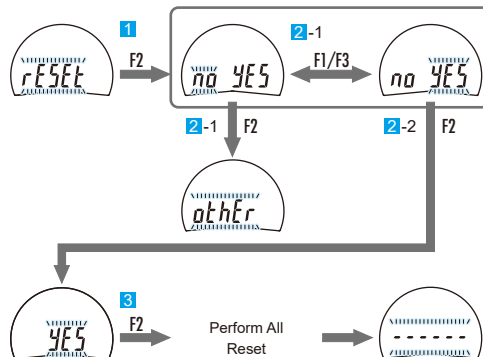 1
2-1
F2
F1/F3
rESEt
no YES
no YES
2-1 F2
2-2 F2
othEr
3
F2
YES
Perform All
Reset
------